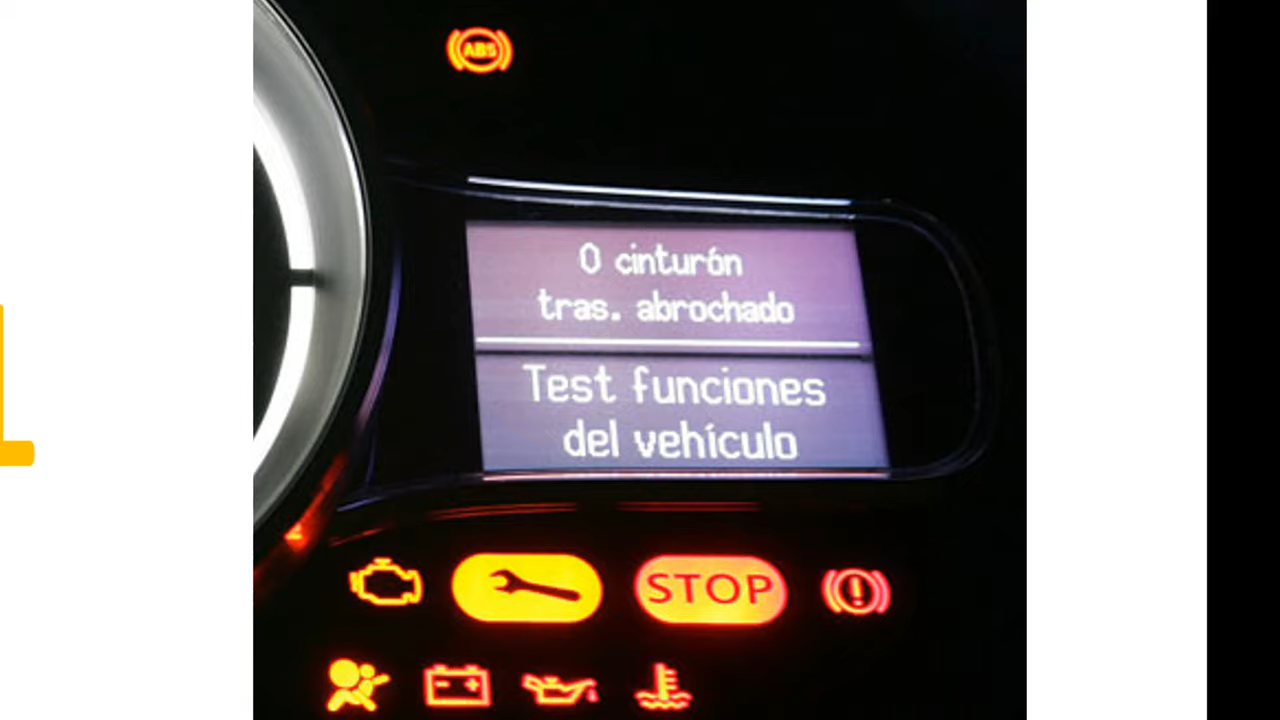 ABS
0 cinturón
tras. abrochado
Test funciones
del vehículo
STOP